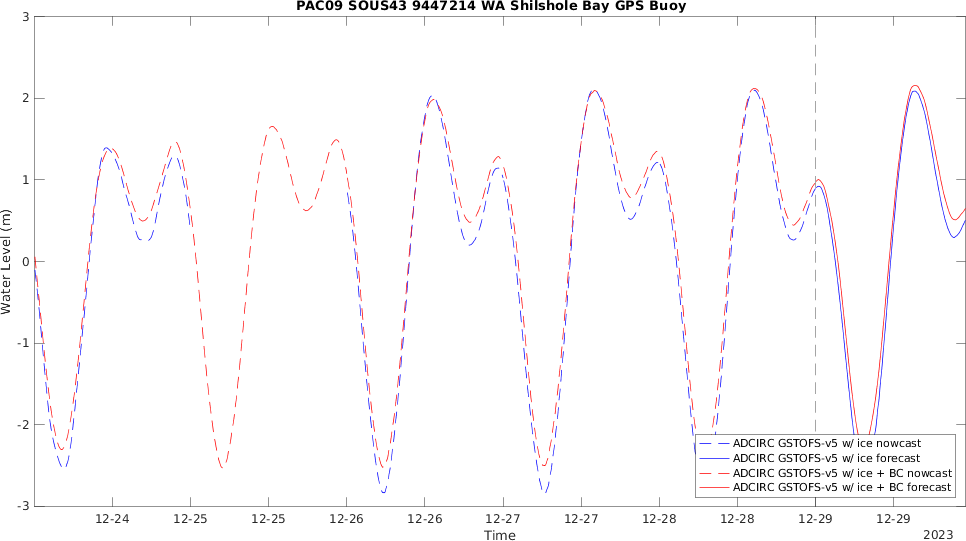 PAC09 SOUS43 9447214 WA Shilshole Bay GPS Buoy
3
2
1
0
-1
-2
-3
Water Level (m)
ADCIRC GSTOFS-v5 w/ ice nowcast
ADCIRC GSTOFS-v5 w/ ice forecast
ADCIRC GSTOFS-v5 w/ ice + BC nowcast
ADCIRC GSTOFS-v5 w/ ice + BC forecast
12-24 12-25 12-25 12-26 12-26 12-27 12-27 12-28 12-28 12-29 12-29
Time
2023